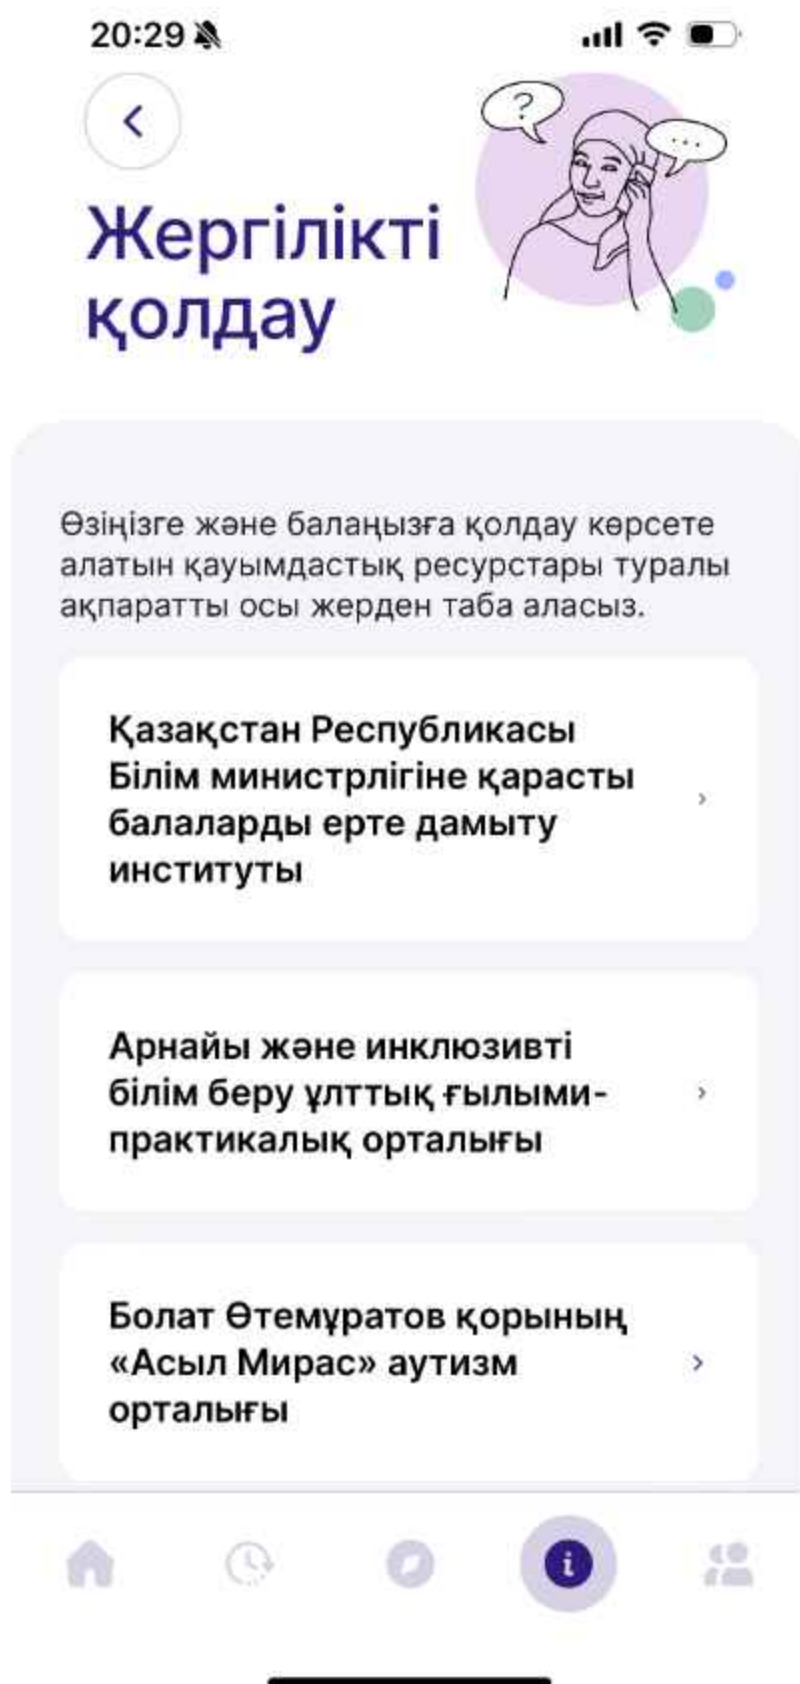 20:29
?
...
Жергілікті
қолдау
Өзіңізге және балаңызға қолдау көрсете
алатын қауымдастық ресурстары туралы
ақпаратты осы жерден таба аласыз.
Қазақстан Республикасы
Білім министрлігіне қарасты
балаларды ерте дамыту
институты
Арнайы және инклюзивті
білім беру ұлттық ғылыми-
практикалық орталығы
Болат Өтемұратов қорының
«Асыл Мирас» аутизм
орталығы
i